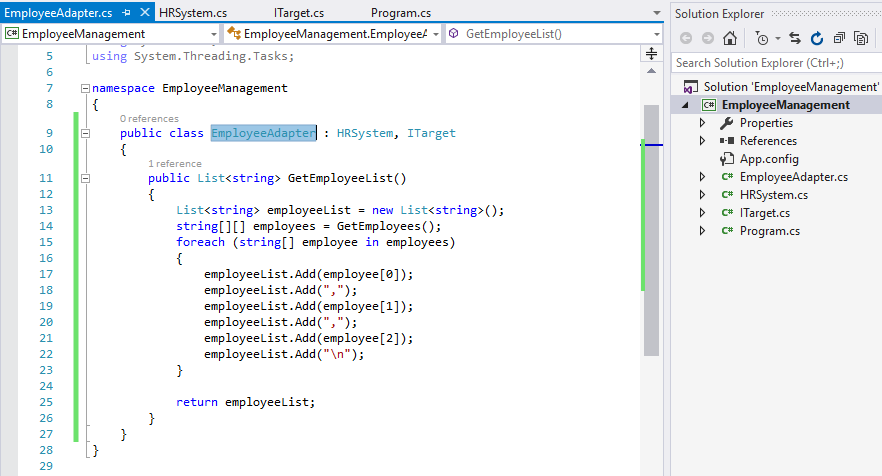 EmployeeAdapter.cs HRSystem.cs ITarget.cs Program.cs
C# EmployeeManagement EmployeeManagement.EmployeeA GetEmployeeList()
5 using System.Threading.Tasks;
6
7 namespace EmployeeManagement
8 {
0 references
9 public class EmployeeAdapter : HRSystem, ITarget
10 {
1 reference
11 public List<string> GetEmployeeList()
12 {
13 List<string> employeeList = new List<string>();
14 string[][] employees = GetEmployees();
15 foreach (string[] employee in employees)
16 {
17 employeeList.Add(employee[0]);
18 employeeList.Add(",");
19 employeeList.Add(employee[1]);
20 employeeList.Add(",");
21 employeeList.Add(employee[2]);
22 employeeList.Add("\n");
23 }
24
25 return employeeList;
26 }
27 }
28 }
29
Solution Explorer
Search Solution Explorer (Ctrl+;)
Solution 'EmployeeManagement'
C# EmployeeManagement
Properties
References
App.config
C# EmployeeAdapter.cs
C# HRSystem.cs
C# ITarget.cs
C# Program.cs